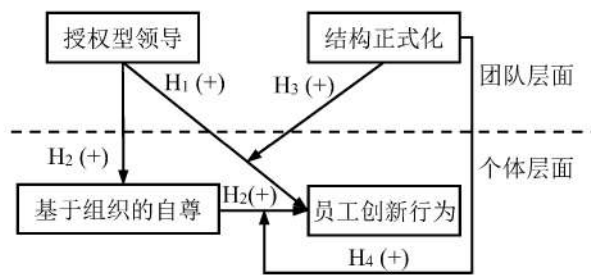 授权型领导
结构正式化
H₁ (+)
H₃ (+)
团队层面
H₂ (+)
个体层面
基于组织的自尊
H₂(+)
员工创新行为
H₄ (+)